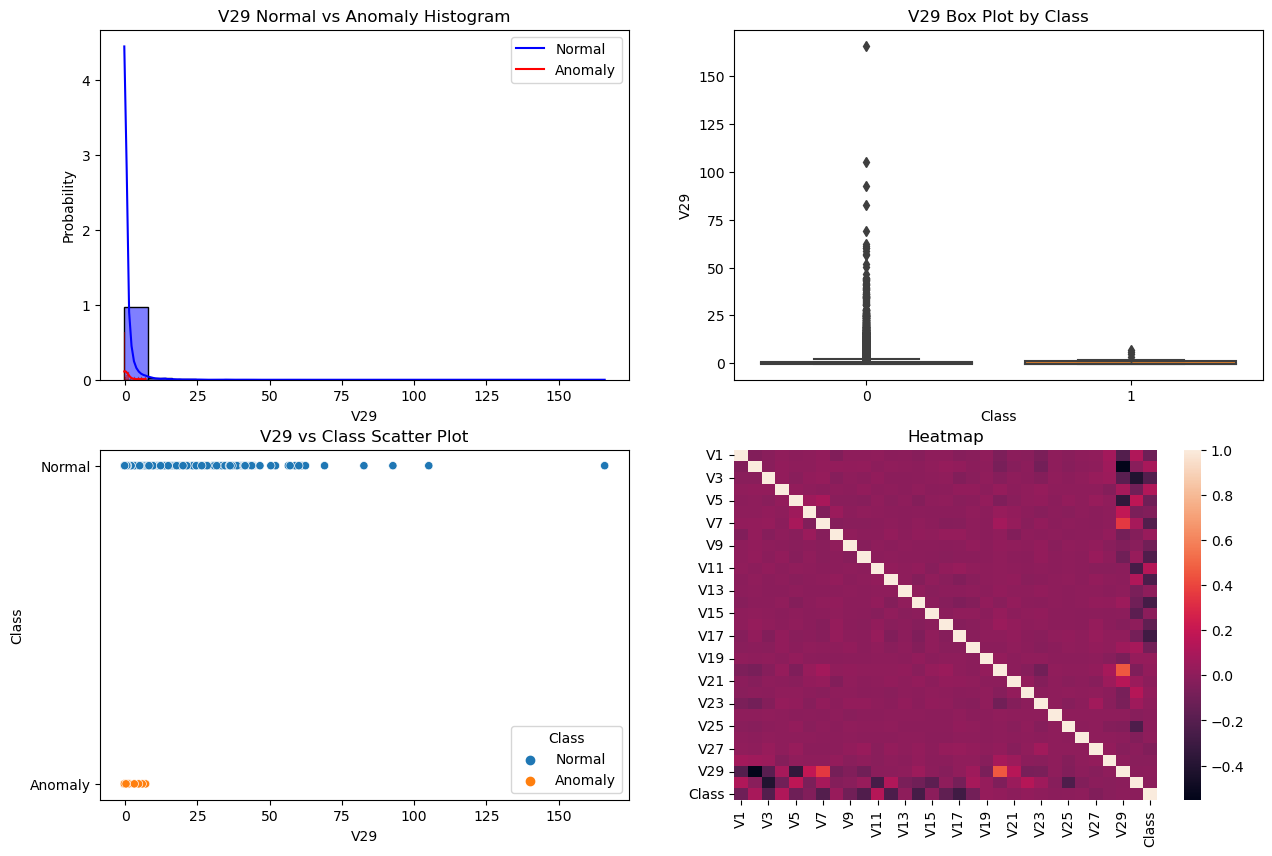 V29 Normal vs Anomaly Histogram
Normal
Anomaly
4
3
2
1
0
Probability
0 25 50 75 100 125 150
V29
V29 Box Plot by Class
150
125
100
75
50
25
0
V29
0 1
Class
V29 vs Class Scatter Plot
Normal
Anomaly
Class
Class
Normal
Anomaly
0 25 50 75 100 125 150
V29
Heatmap
V1
V3
V5
V7
V9
V11
V13
V15
V17
V19
V21
V23
V25
V27
V29
Class
V1 V3 V5 V7 V9 V11 V13 V15 V17 V19 V21 V23 V25 V27 V29 Class
1.0
0.8
0.6
0.4
0.2
0.0
−0.2
−0.4